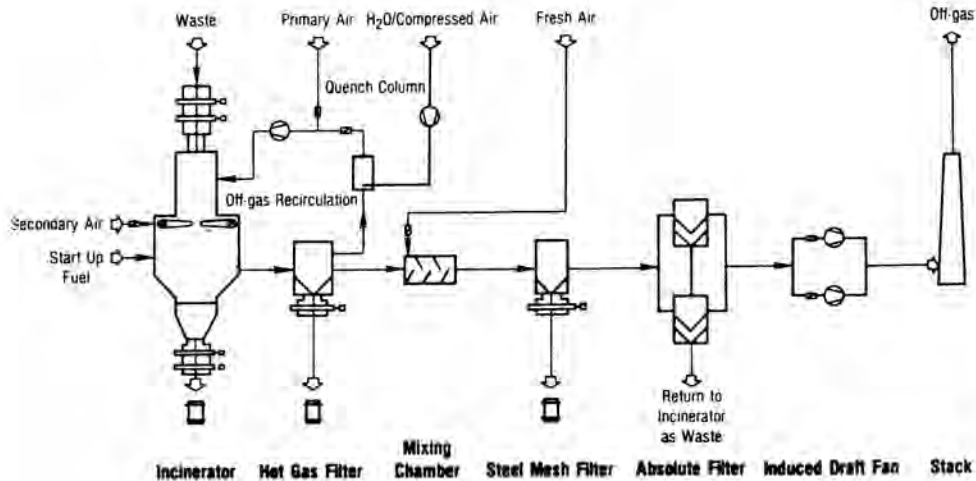 Waste
Primary Air
H₂O/Compressed Air
Fresh Air
Off-gas
Quench Column
Off-gas Recirculation
Secondary Air
Start Up
Fuel
Return to
Incinerator
as Waste
Incinerator
Hot Gas Filter
Mixing
Chamber
Steel Mesh Filter
Absolute Filter
Induced Draft Fan
Stack